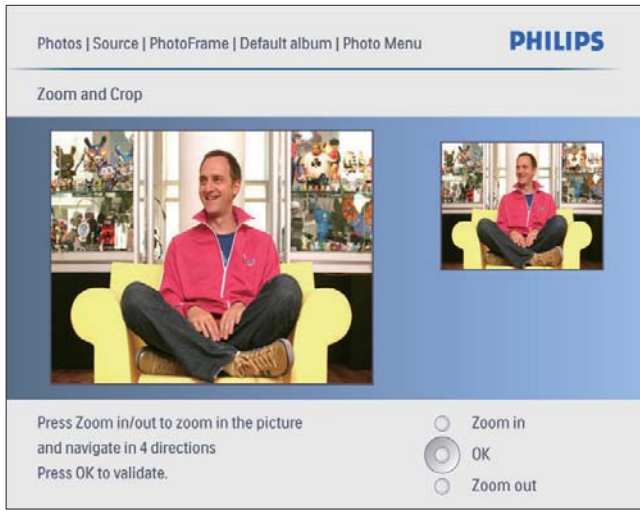 Photos | Source | PhotoFrame | Default album | Photo Menu
PHILIPS
Zoom and Crop
Press Zoom in/out to zoom in the picture
and navigate in 4 directions
Press OK to validate.
Zoom in
OK
Zoom out